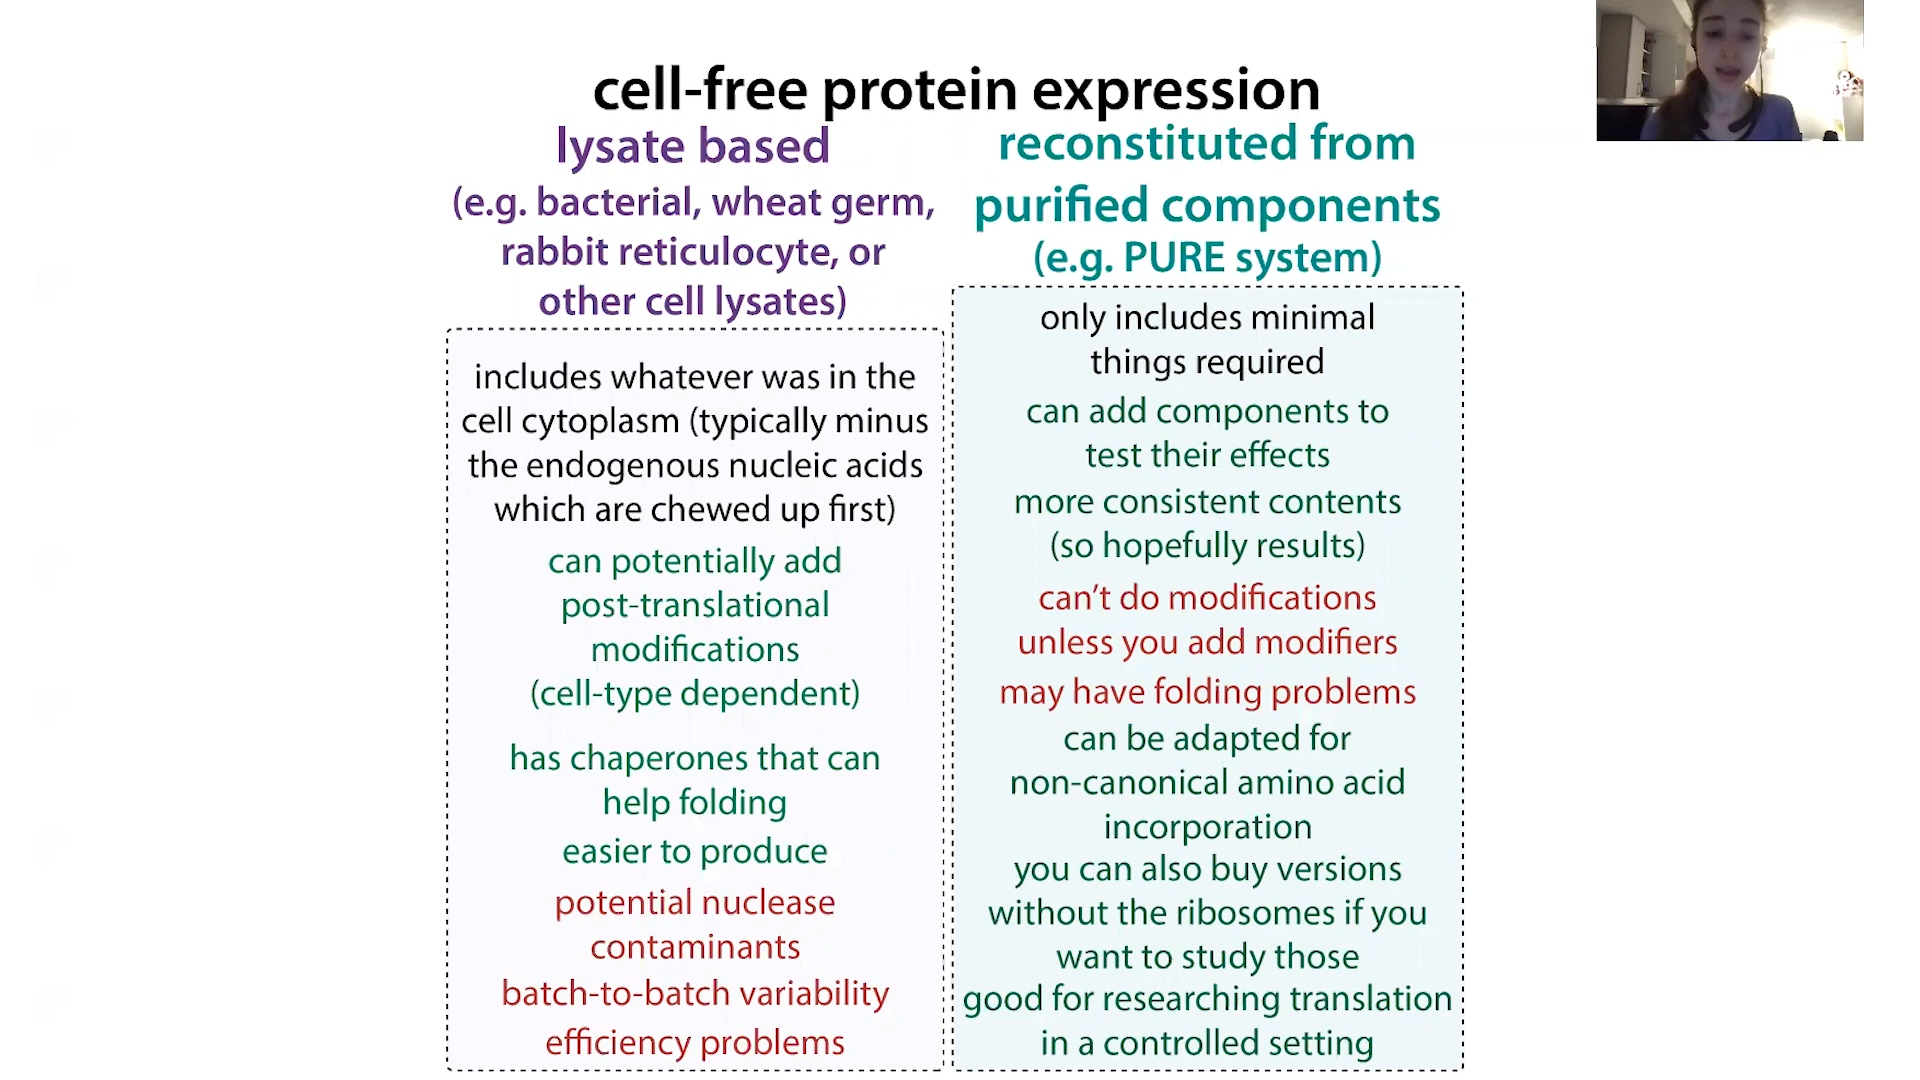 cell-free protein expression
lysate based
(e.g. bacterial, wheat germ,
rabbit reticulocyte, or
other cell lysates)
includes whatever was in the
cell cytoplasm (typically minus
the endogenous nucleic acids
which are chewed up first)
can potentially add
post-translational
modifications
(cell-type dependent)
has chaperones that can
help folding
easier to produce
potential nuclease
contaminants
batch-to-batch variability
efficiency problems
reconstituted from
purified components
(e.g. PURE system)
only includes minimal
things required
can add components to
test their effects
more consistent contents
(so hopefully results)
can’t do modifications
unless you add modifiers
may have folding problems
can be adapted for
non-canonical amino acid
incorporation
you can also buy versions
without the ribosomes if you
want to study those
good for researching translation
in a controlled setting